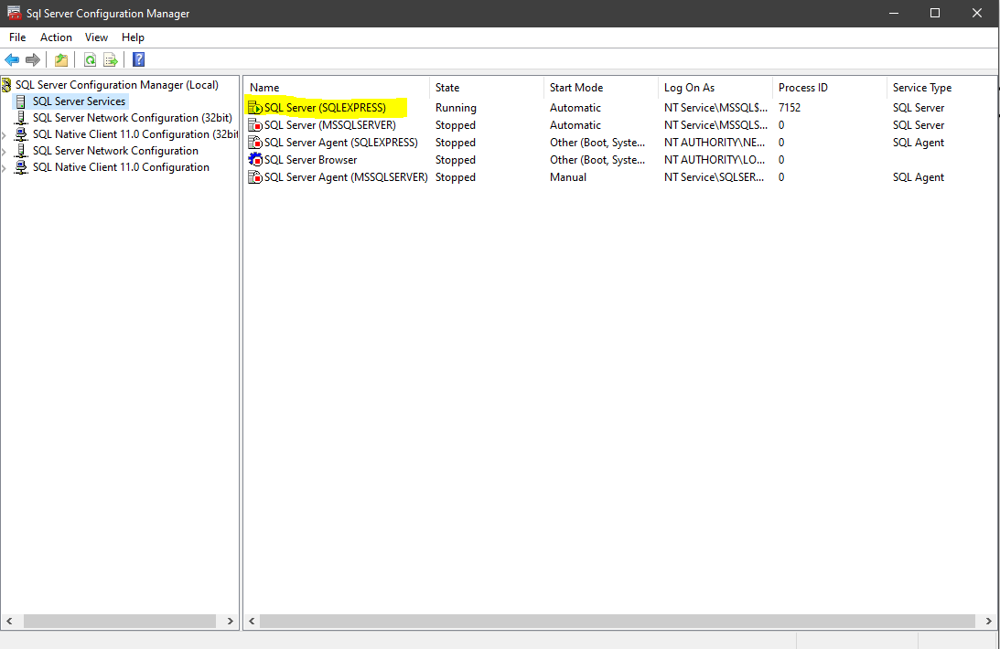 Sql Server Configuration Manager
File Action View Help
SQL Server Configuration Manager (Local)
SQL Server Services
SQL Server Network Configuration (32bit)
SQL Native Client 11.0 Configuration (32bi
SQL Server Network Configuration
SQL Native Client 11.0 Configuration
Name State Start Mode Log On As Process ID Service Type
SQL Server (SQLEXPRESS) Running Automatic NT Service\MSSQL$... 7152 SQL Server
SQL Server (MSSQLSERVER) Stopped Automatic NT Service\MSSQLS... 0 SQL Server
SQL Server Agent (SQLEXPRESS) Stopped Other (Boot, Syste... NT AUTHORITY\NE... 0 SQL Agent
SQL Server Browser Stopped Other (Boot, Syste... NT AUTHORITY\LO... 0
SQL Server Agent (MSSQLSERVER) Stopped Manual NT Service\SQLSER... 0 SQL Agent